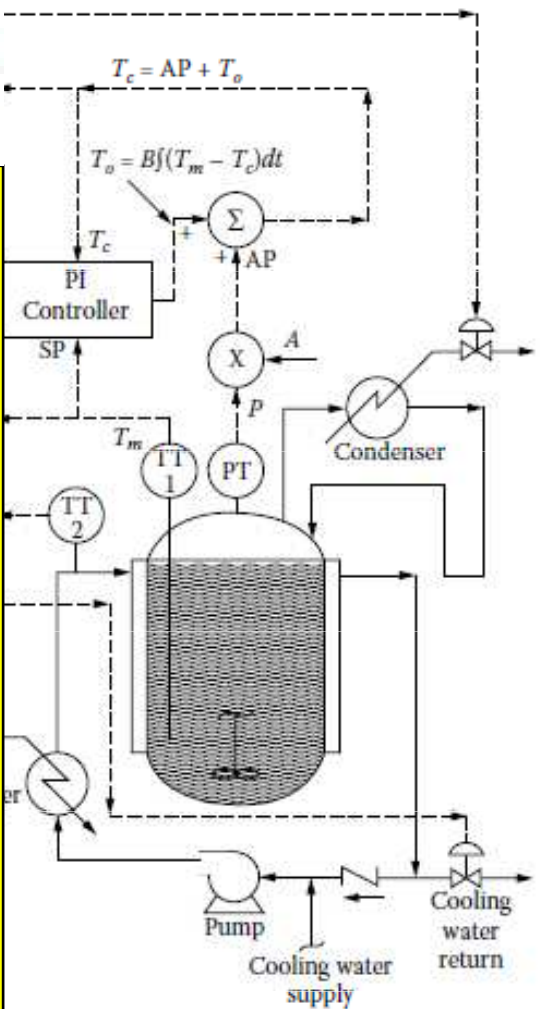 T_c = AP + T_o
T_o = B∫(T_m − T_c)dt
Σ
+
+
AP
T_c
PI
Controller
SP
X
A
P
T_m
TT
1
PT
Condenser
TT
2
er
Pump
Cooling
water
return
Cooling water
supply